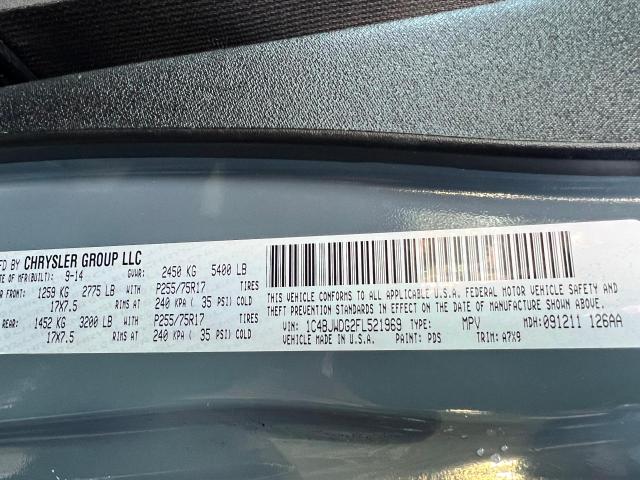 FD BY CHRYSLER GROUP LLC
TE OF MFR(BUILT): 9-14 GVWR: 2450 KG 5400 LB
R FRONT: 1259 KG 2775 LB WITH P255/75R17 TIRES
17X7.5 RIMS AT 240 KPA ( 35 PSI) COLD
REAR: 1452 KG 3200 LB WITH P255/75R17 TIRES
17X7.5 RIMS AT 240 KPA ( 35 PSI) COLD
THIS VEHICLE CONFORMS TO ALL APPLICABLE U.S.A. FEDERAL MOTOR VEHICLE SAFETY AND
THEFT PREVENTION STANDARDS IN EFFECT ON THE DATE OF MANUFACTURE SHOWN ABOVE.
VIN: 1C4BJWDG2FL521969 TYPE: MPV MDH: 091211 126AA
VEHICLE MADE IN U.S.A. PAINT: PDS TRIM: A7X9